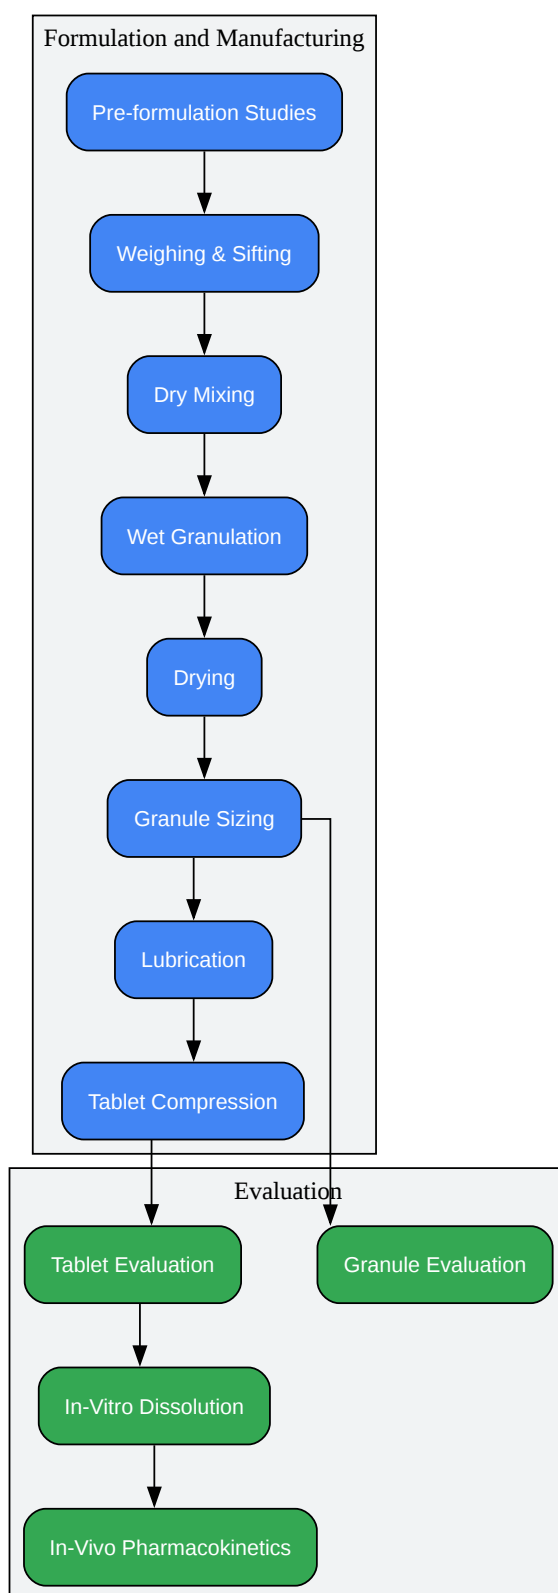 Formulation and Manufacturing
Pre-formulation Studies
Weighing & Sifting
Dry Mixing
Wet Granulation
Drying
Granule Sizing
Lubrication
Tablet Compression
Evaluation
Tablet Evaluation
Granule Evaluation
In-Vitro Dissolution
In-Vivo Pharmacokinetics